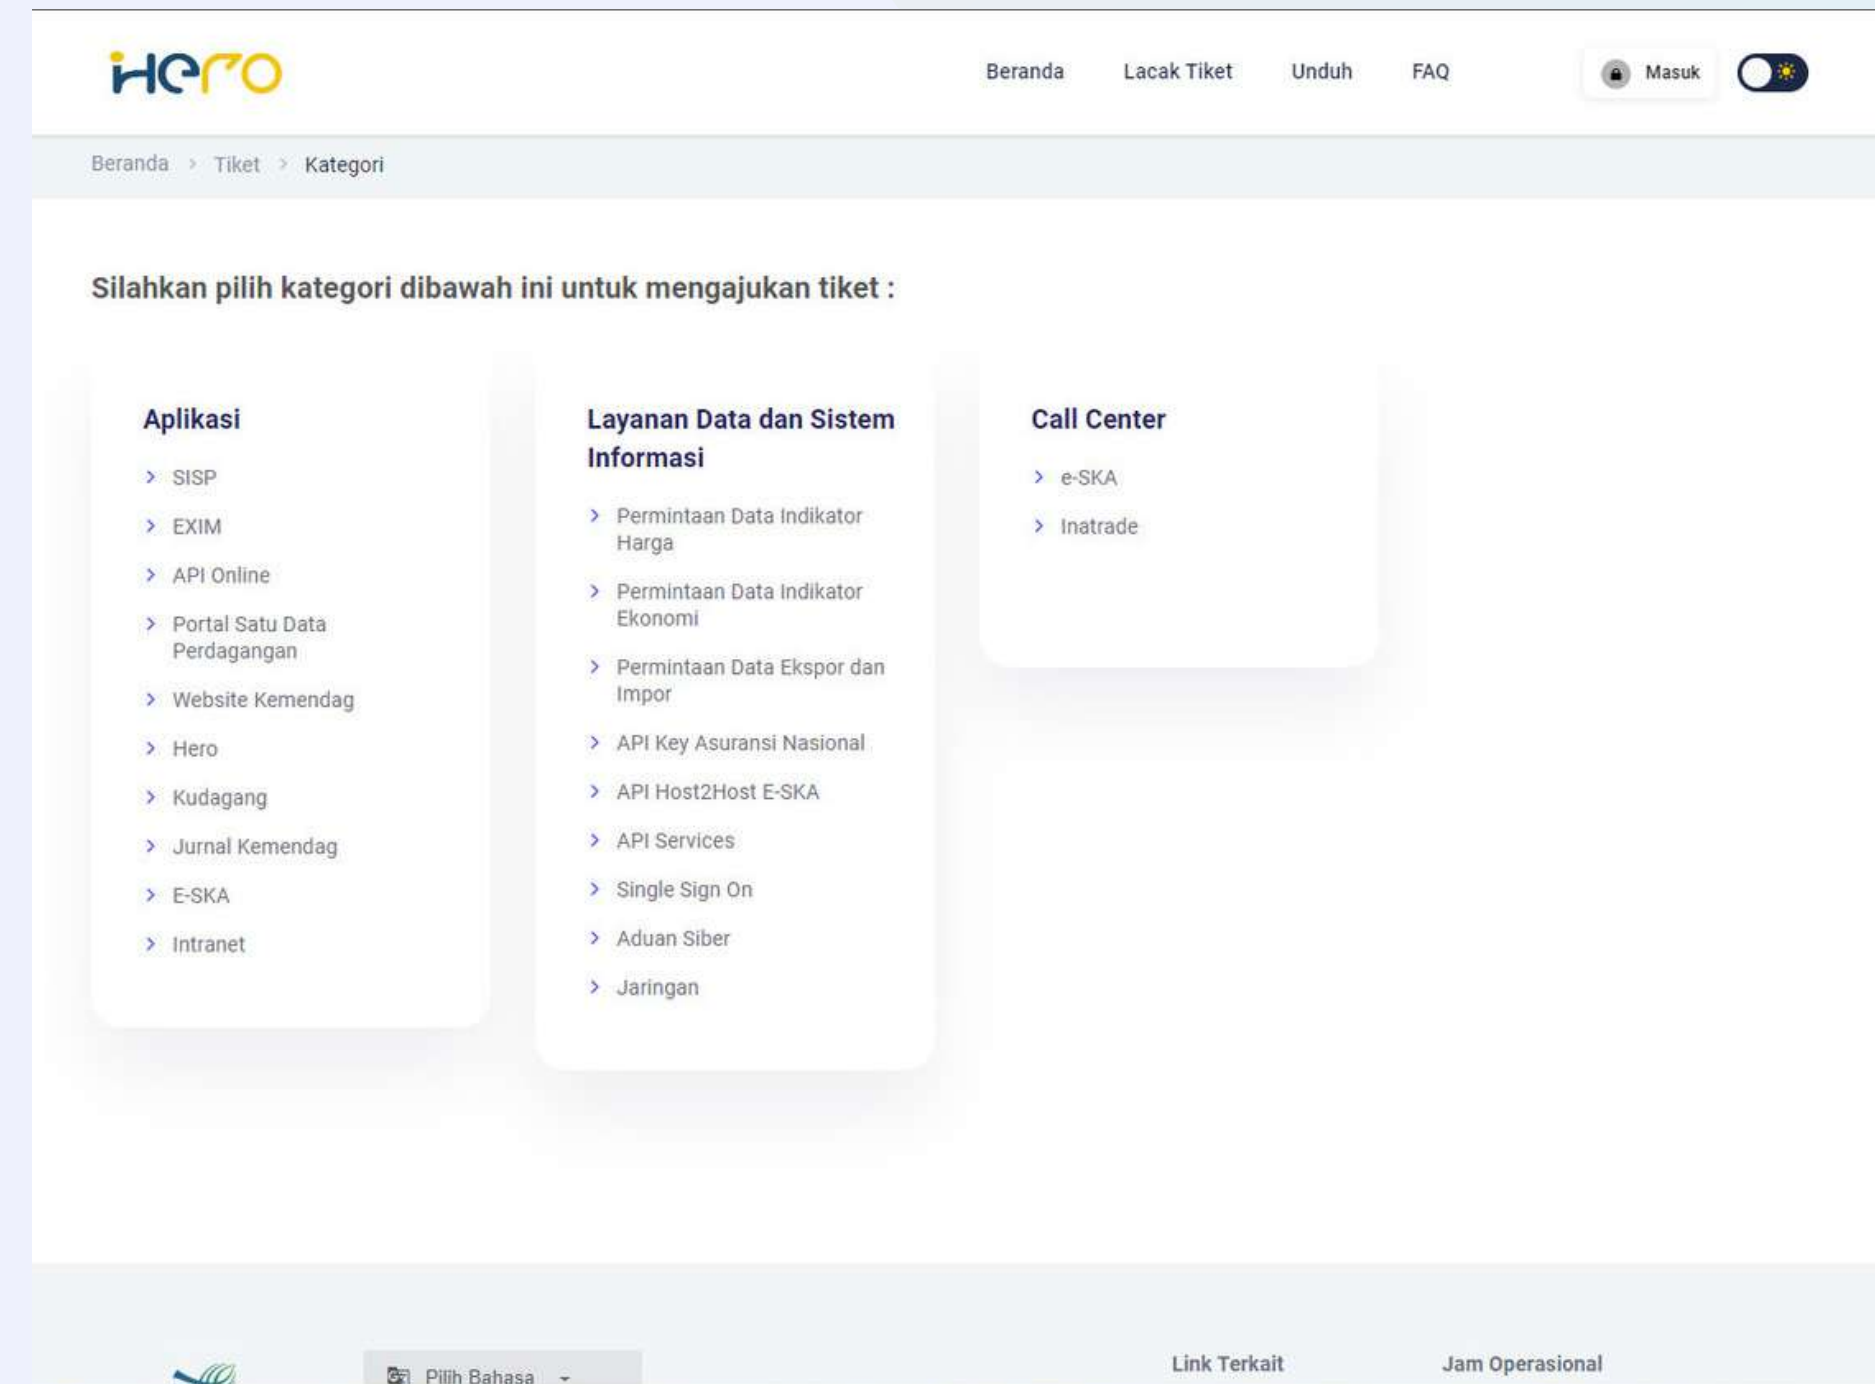 iHero
Beranda Lacak Tiket Unduh FAQ Masuk
Beranda > Tiket > Kategori
Silahkan pilih kategori dibawah ini untuk mengajukan tiket :
Aplikasi
SISP
EXIM
API Online
Portal Satu Data
Perdagangan
Website Kemendag
Hero
Kudagang
Jurnal Kemendag
E-SKA
Intranet
Layanan Data dan Sistem
Informasi
Permintaan Data Indikator
Harga
Permintaan Data Indikator
Ekonomi
Permintaan Data Ekspor dan
Impor
API Key Asuransi Nasional
API Host2Host E-SKA
API Services
Single Sign On
Aduan Siber
Jaringan
Call Center
e-SKA
Inatrade
Pilih Bahasa
Link Terkait
Jam Operasional